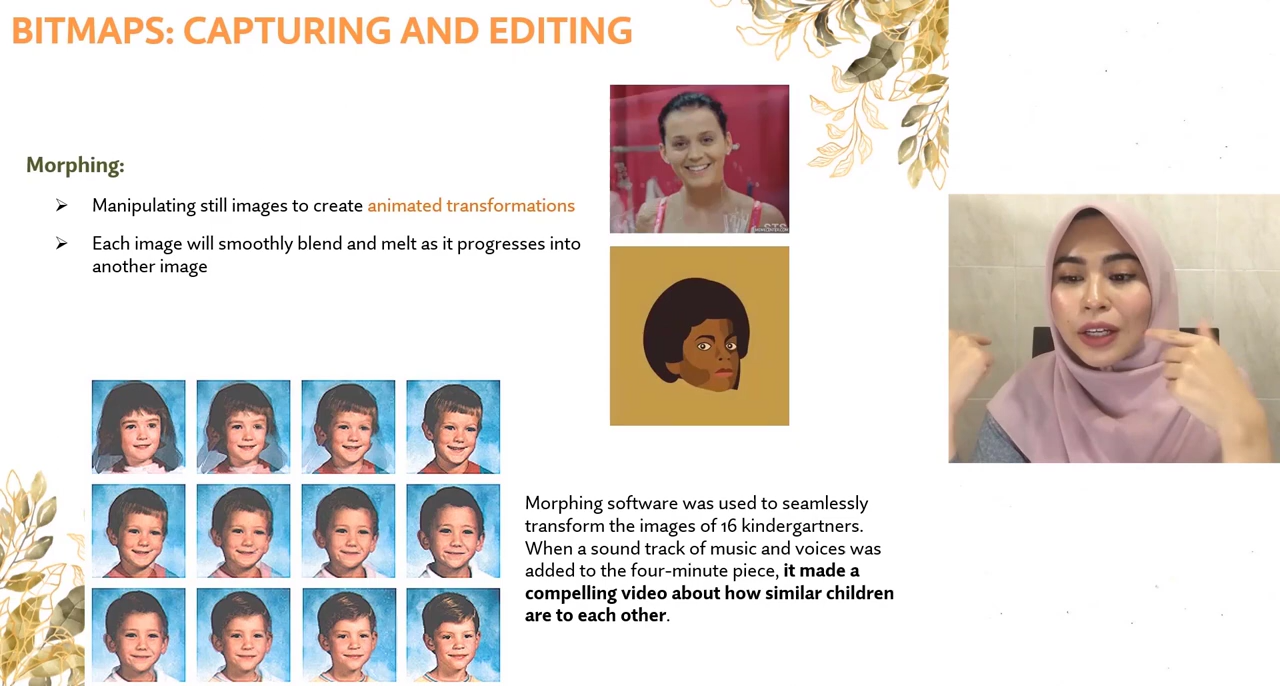 BITMAPS: CAPTURING AND EDITING
Morphing:
➢ Manipulating still images to create animated transformations
➢ Each image will smoothly blend and melt as it progresses into
another image
Morphing software was used to seamlessly
transform the images of 16 kindergartners.
When a sound track of music and voices was
added to the four-minute piece, it made a
compelling video about how similar children
are to each other.